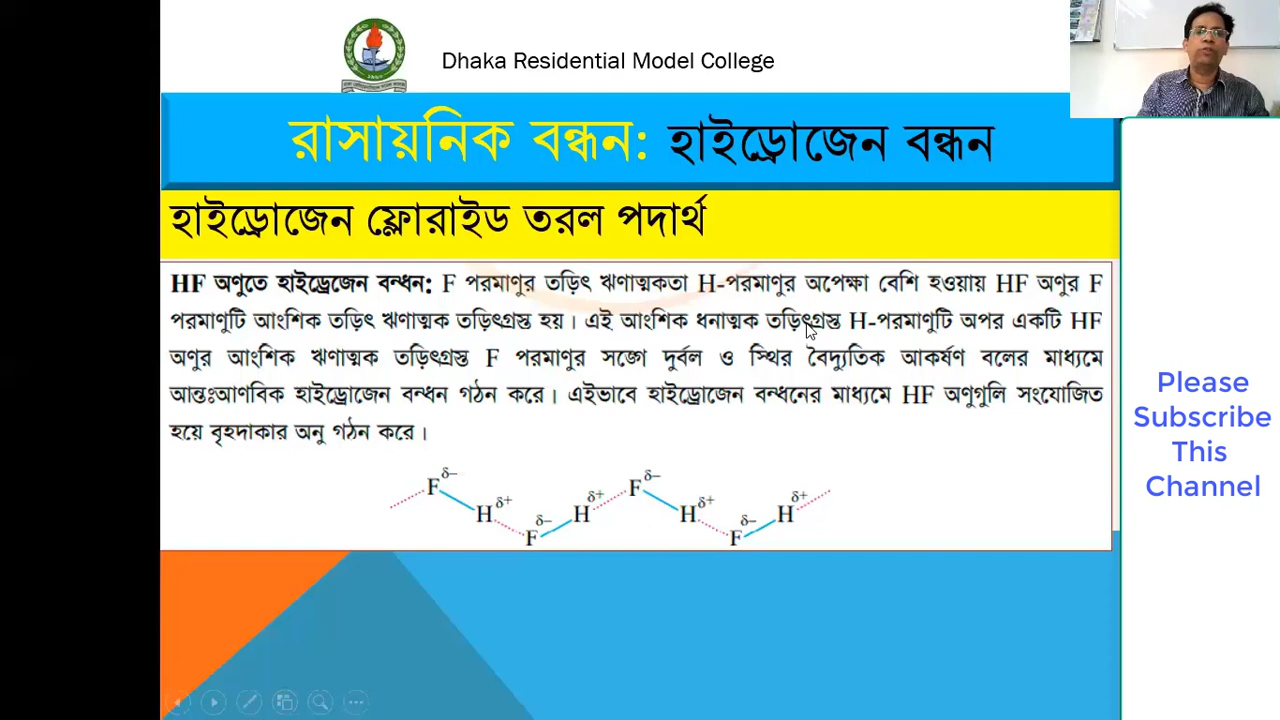 Dhaka Residential Model College
রাসায়নিক বন্ধন: হাইড্রোজেন বন্ধন
হাইড্রোজেন ফ্লোরাইড তরল পদার্থ
HF অণুতে হাইড্রেজেন বন্ধন: F পরমাণুর তড়িৎ ঋণাত্মকতা H-পরমাণুর অপেক্ষা বেশি হওয়ায় HF অণুর F
পরমাণুটি আংশিক তড়িৎ ঋণাত্মক তড়িৎগ্রস্ত হয়। এই আংশিক ধনাত্মক তড়িৎগ্রস্ত H-পরমাণুটি অপর একটি HF
অণুর আংশিক ঋণাত্মক তড়িৎগ্রস্ত F পরমাণুর সঙ্গে দুর্বল ও স্থির বৈদ্যুতিক আকর্ষণ বলের মাধ্যমে
আন্তঃআণবিক হাইড্রোজেন বন্ধন গঠন করে। এইভাবে হাইড্রোজেন বন্ধনের মাধ্যমে HF অণুগুলি সংযোজিত
হয়ে বৃহদাকার অনু গঠন করে।
F δ− H δ+ F δ− H δ+ F δ− H δ+ F δ− H δ+
Please
Subscribe
This
Channel